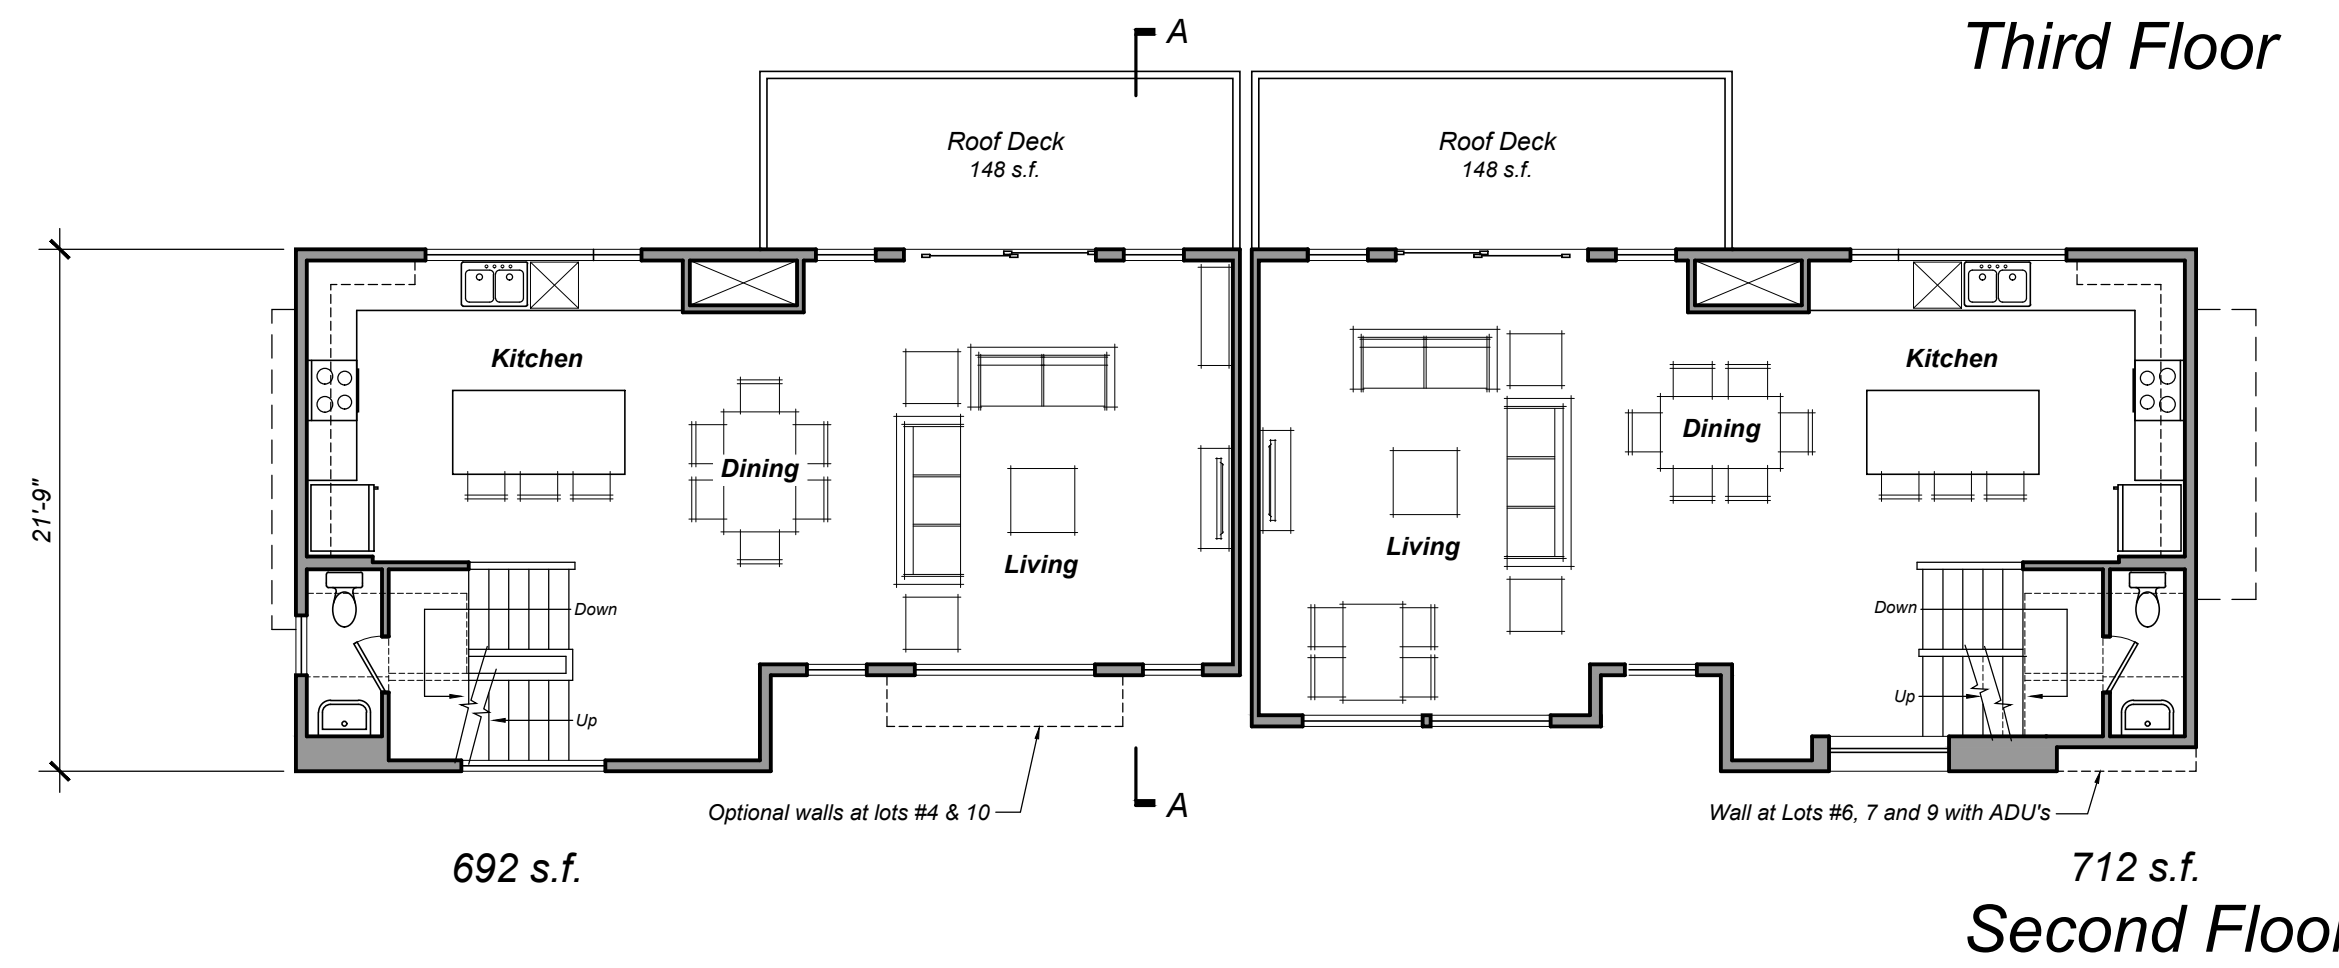 Third Floor
A
Roof Deck
148 s.f.
Roof Deck
148 s.f.
21'-9"
Kitchen
Dining
Living
Down
Up
Kitchen
Dining
Living
Down
Up
Optional walls at lots #4 & 10
A
Wall at Lots #6, 7 and 9 with ADU's
692 s.f.
712 s.f.
Second Floor